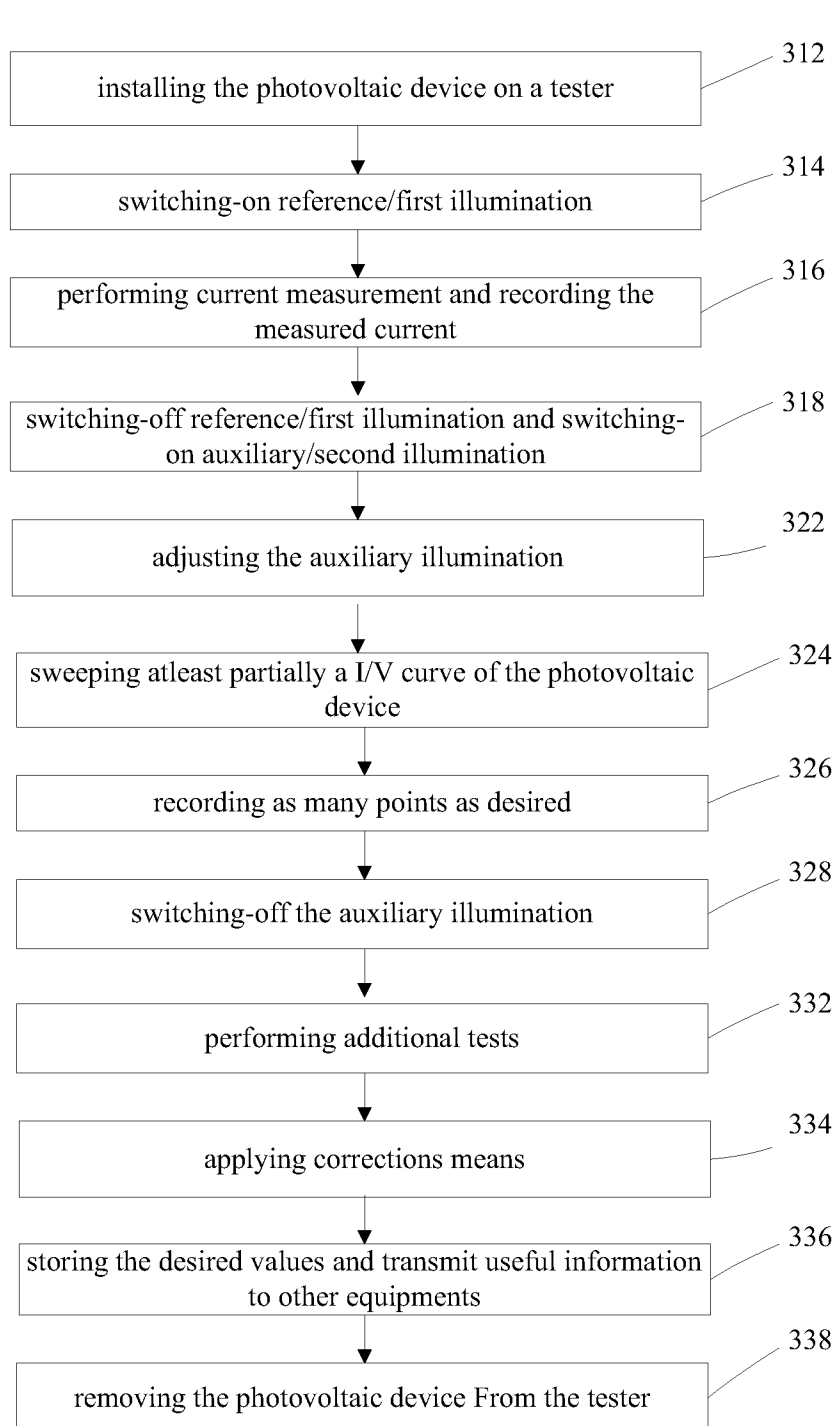 312
installing the photovoltaic device on a tester
314
switching-on reference/first illumination
316
performing current measurement and recording the
measured current
318
switching-off reference/first illumination and switching-
on auxiliary/second illumination
322
adjusting the auxiliary illumination
324
sweeping atleast partially a I/V curve of the photovoltaic
device
326
recording as many points as desired
328
switching-off the auxiliary illumination
332
performing additional tests
334
applying corrections means
336
storing the desired values and transmit useful information
to other equipments
338
removing the photovoltaic device From the tester